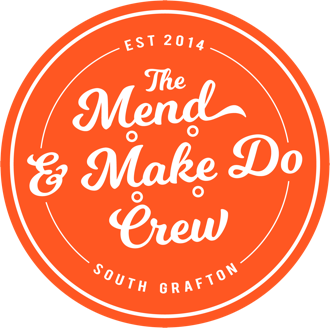 EST 2014
The
Mend
& Make Do
Crew
SOUTH GRAFTON